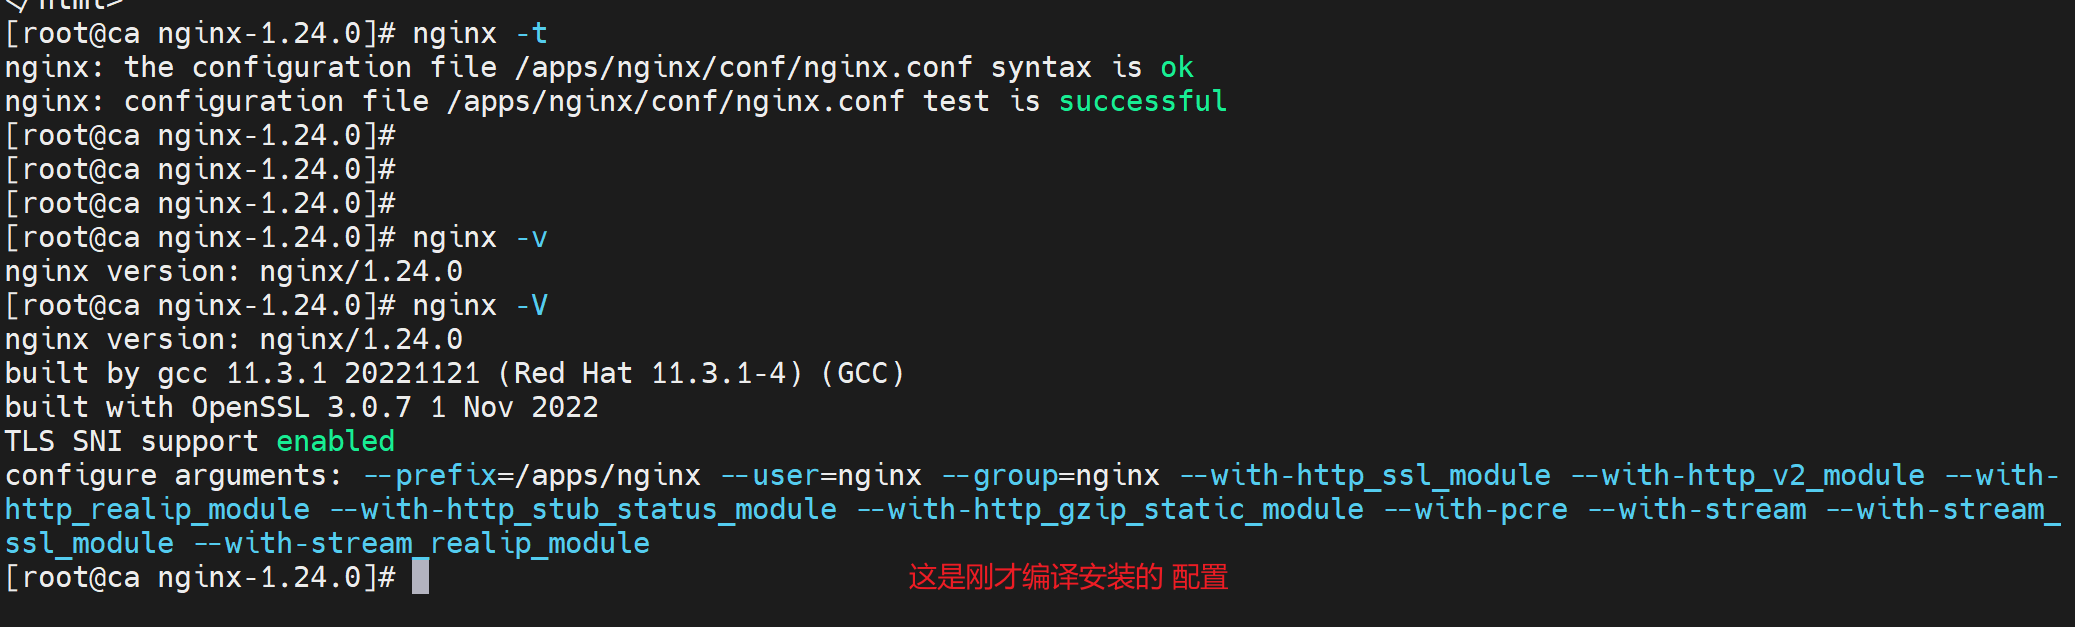 </html>
[root@ca nginx-1.24.0]# nginx -t
nginx: the configuration file /apps/nginx/conf/nginx.conf syntax is ok
nginx: configuration file /apps/nginx/conf/nginx.conf test is successful
[root@ca nginx-1.24.0]#
[root@ca nginx-1.24.0]#
[root@ca nginx-1.24.0]#
[root@ca nginx-1.24.0]# nginx -v
nginx version: nginx/1.24.0
[root@ca nginx-1.24.0]# nginx -V
nginx version: nginx/1.24.0
built by gcc 11.3.1 20221121 (Red Hat 11.3.1-4) (GCC)
built with OpenSSL 3.0.7 1 Nov 2022
TLS SNI support enabled
configure arguments: --prefix=/apps/nginx --user=nginx --group=nginx --with-http_ssl_module --with-http_v2_module --with-
http_realip_module --with-http_stub_status_module --with-http_gzip_static_module --with-pcre --with-stream --with-stream_
ssl_module --with-stream_realip_module
[root@ca nginx-1.24.0]#
这是刚才编译安装的 配置